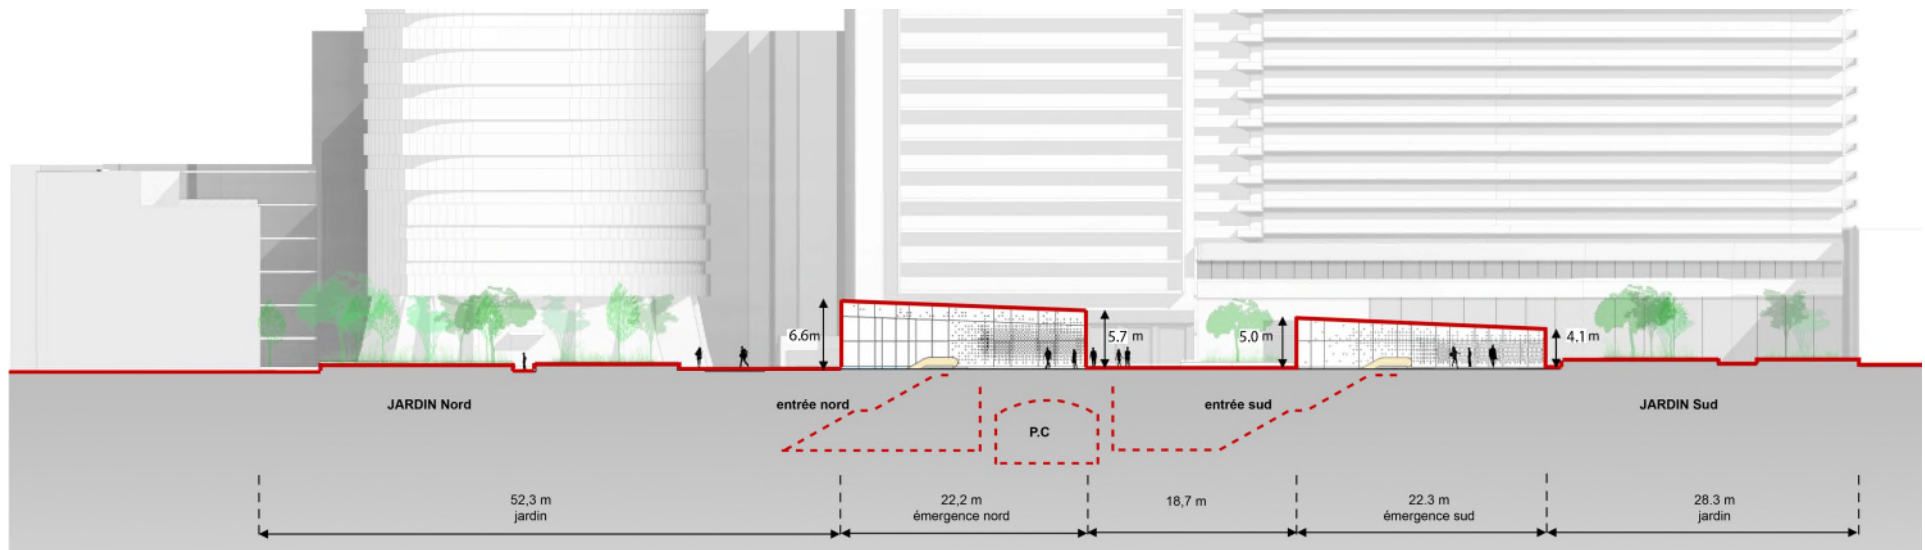 6.6m
5.7 m
5.0 m
4.1 m
JARDIN Nord
entrée nord
entrée sud
JARDIN Sud
P.C
52,3 m
jardin
22,2 m
émergence nord
18,7 m
22.3 m
émergence sud
28.3 m
jardin